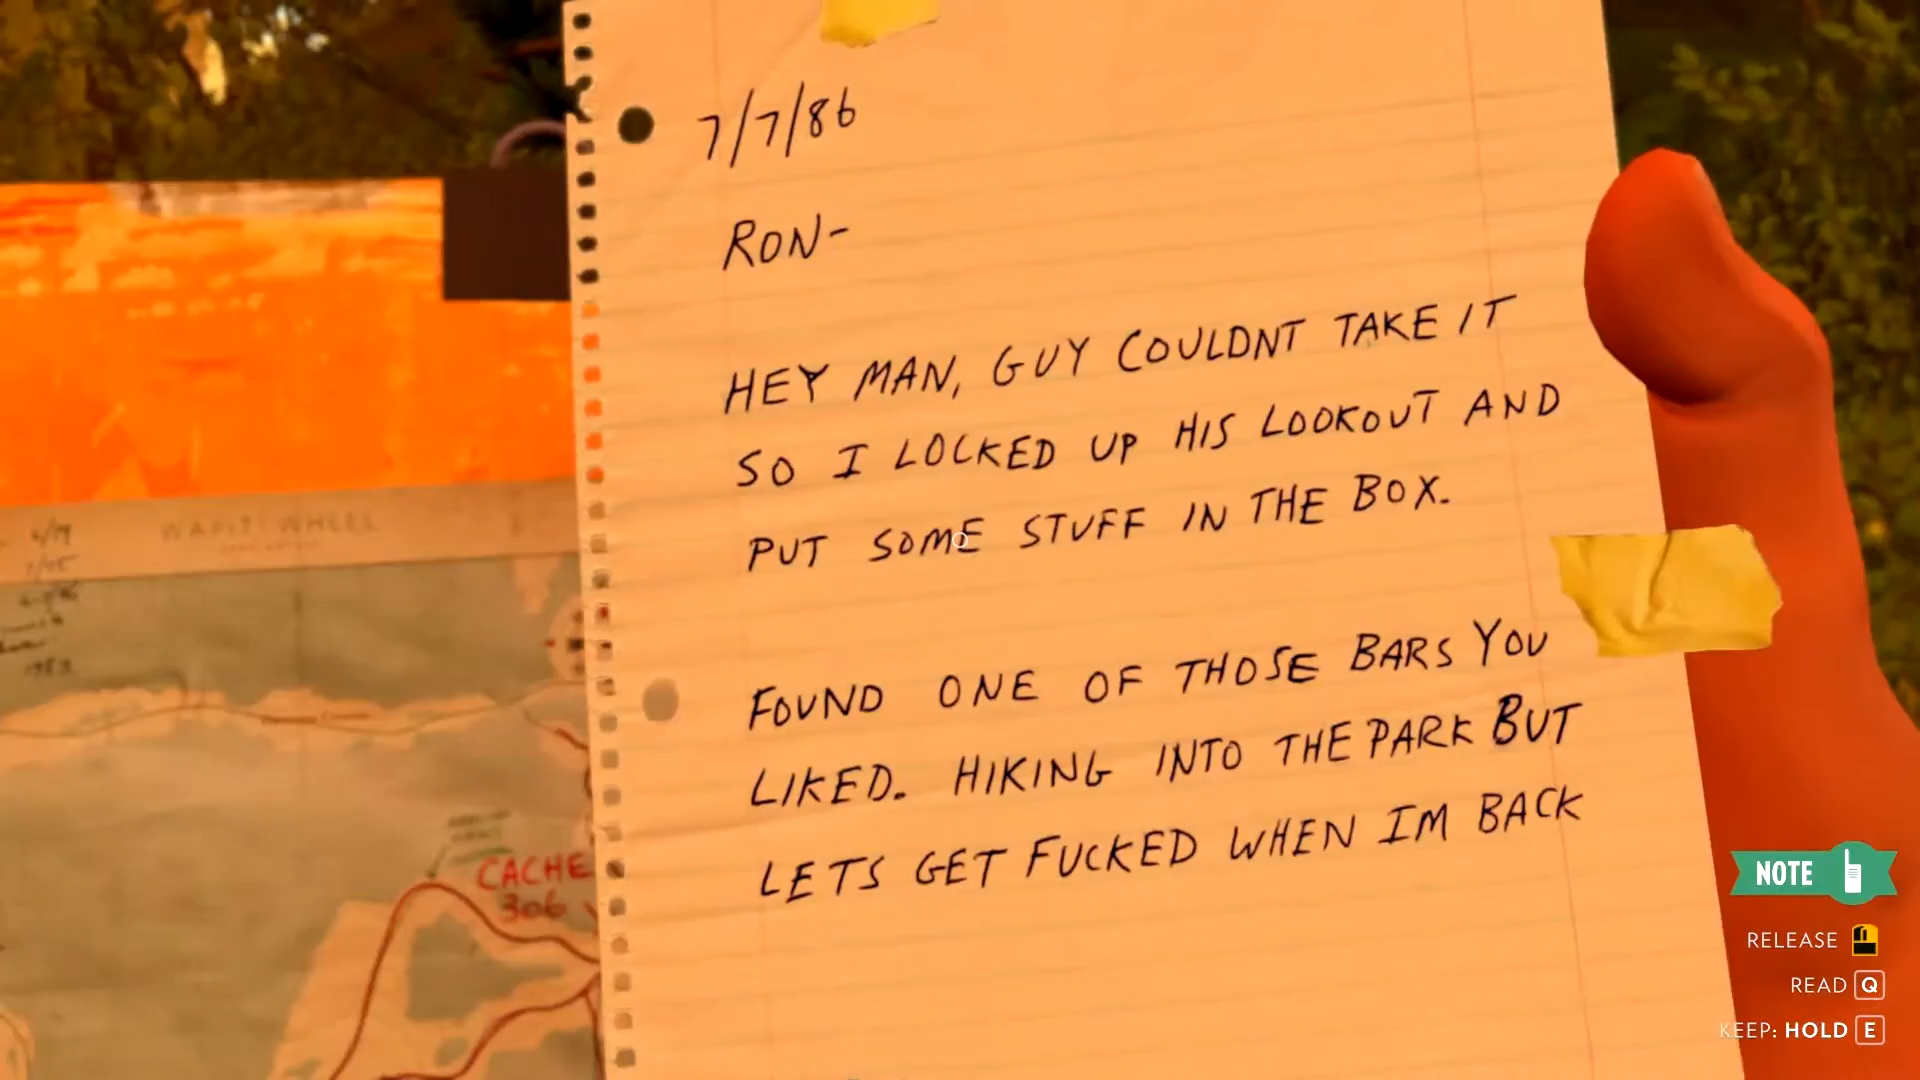 7/7/86
RON-
HEY MAN, GUY COULDNT TAKE IT
SO I LOCKED UP HIS LOOKOUT AND
PUT SOME STUFF IN THE BOX.
FOUND ONE OF THOSE BARS YOU
LIKED. HIKING INTO THE PARK BUT
LETS GET FUCKED WHEN IM BACK
WAPITI WHEEL
CACHE
306
NOTE
RELEASE
READ Q
KEEP: HOLD E